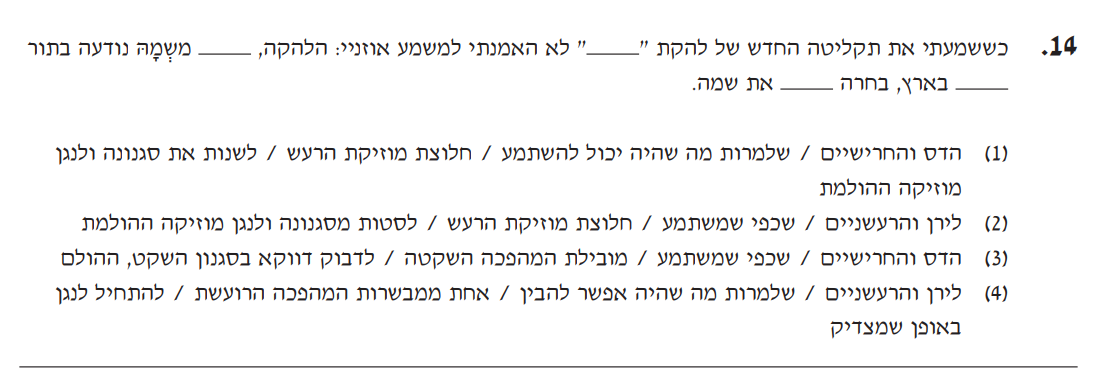 14. כששמעתי את תקליטה החדש של להקת "_____" לא האמנתי למשמע אוזניי: הלהקה, _____ משְמָהּ נודעה בתור
_____ בארץ, בחרה _____ את שמה.
(1) הדס והחרישיים / שלמרות מה שהיה יכול להשתמע / חלוצת מוזיקת הרעש / לשנות את סגנונה ולנגן
מוזיקה ההולמת
(2) לירן והרעשניים / שכפי שמשתמע / חלוצת מוזיקת הרעש / לסטות מסגנונה ולנגן מוזיקה ההולמת
(3) הדס והחרישיים / שכפי שמשתמע / מובילת המהפכה השקטה / לדבוק דווקא בסגנון השקט, ההולם
(4) לירן והרעשניים / שלמרות מה שהיה אפשר להבין / אחת ממבשרות המהפכה הרועשת / להתחיל לנגן
באופן שמצדיק